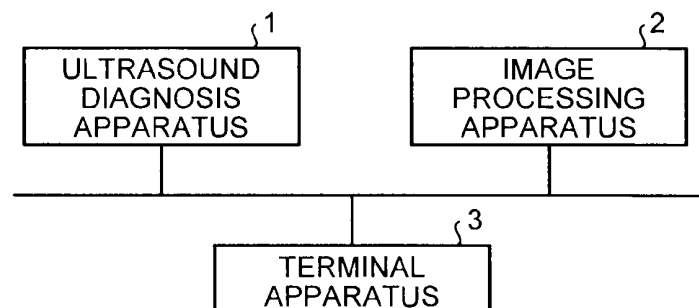 1
ULTRASOUND
DIAGNOSIS
APPARATUS
2
IMAGE
PROCESSING
APPARATUS
3
TERMINAL
APPARATUS